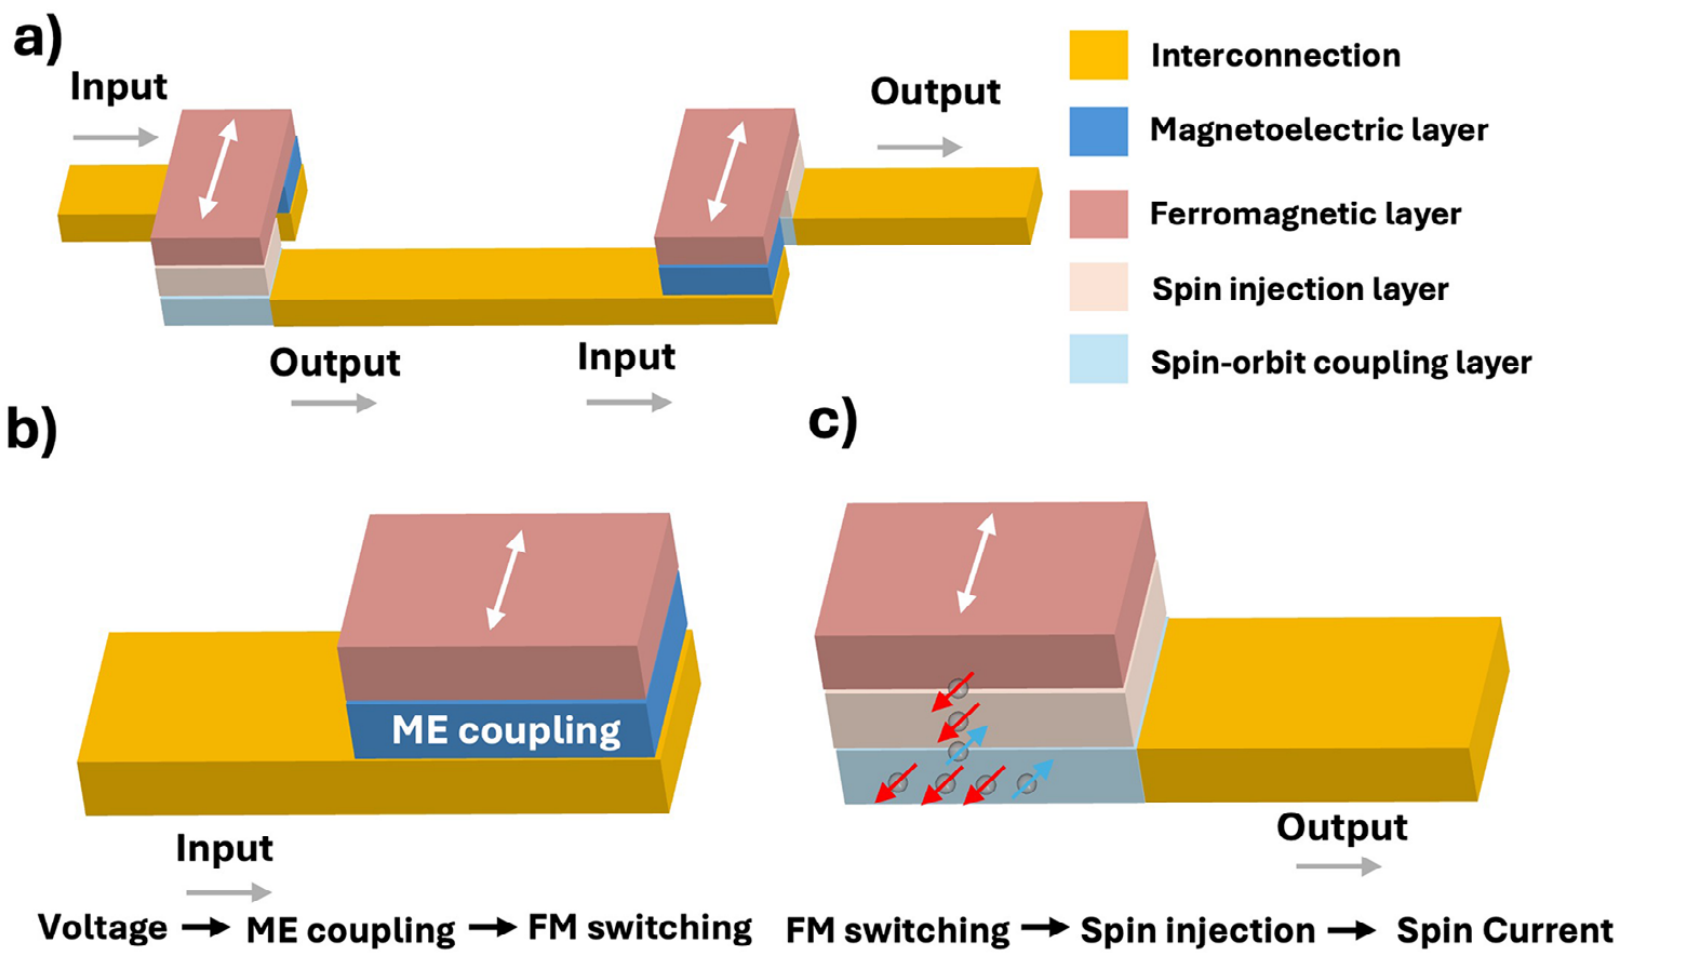 a)
Input
Output
Interconnection
Magnetoelectric layer
Ferromagnetic layer
Spin injection layer
Spin-orbit coupling layer
Output
Input
b)
ME coupling
Input
Voltage → ME coupling → FM switching
c)
Output
FM switching → Spin injection → Spin Current